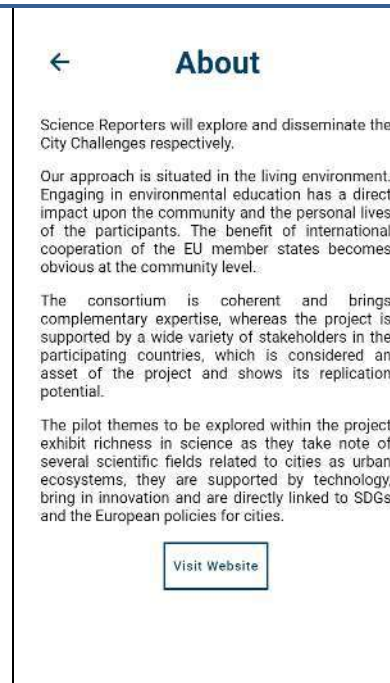 About
Science Reporters will explore and disseminate the
City Challenges respectively.
Our approach is situated in the living environment.
Engaging in environmental education has a direct
impact upon the community and the personal lives
of the participants. The benefit of international
cooperation of the EU member states becomes
obvious at the community level.
The consortium is coherent and brings
complementary expertise, whereas the project is
supported by a wide variety of stakeholders in the
participating countries, which is considered an
asset of the project and shows its replication
potential.
The pilot themes to be explored within the project
exhibit richness in science as they take note of
several scientific fields related to cities as urban
ecosystems, they are supported by technology,
bring in innovation and are directly linked to SDGs
and the European policies for cities.
Visit Website